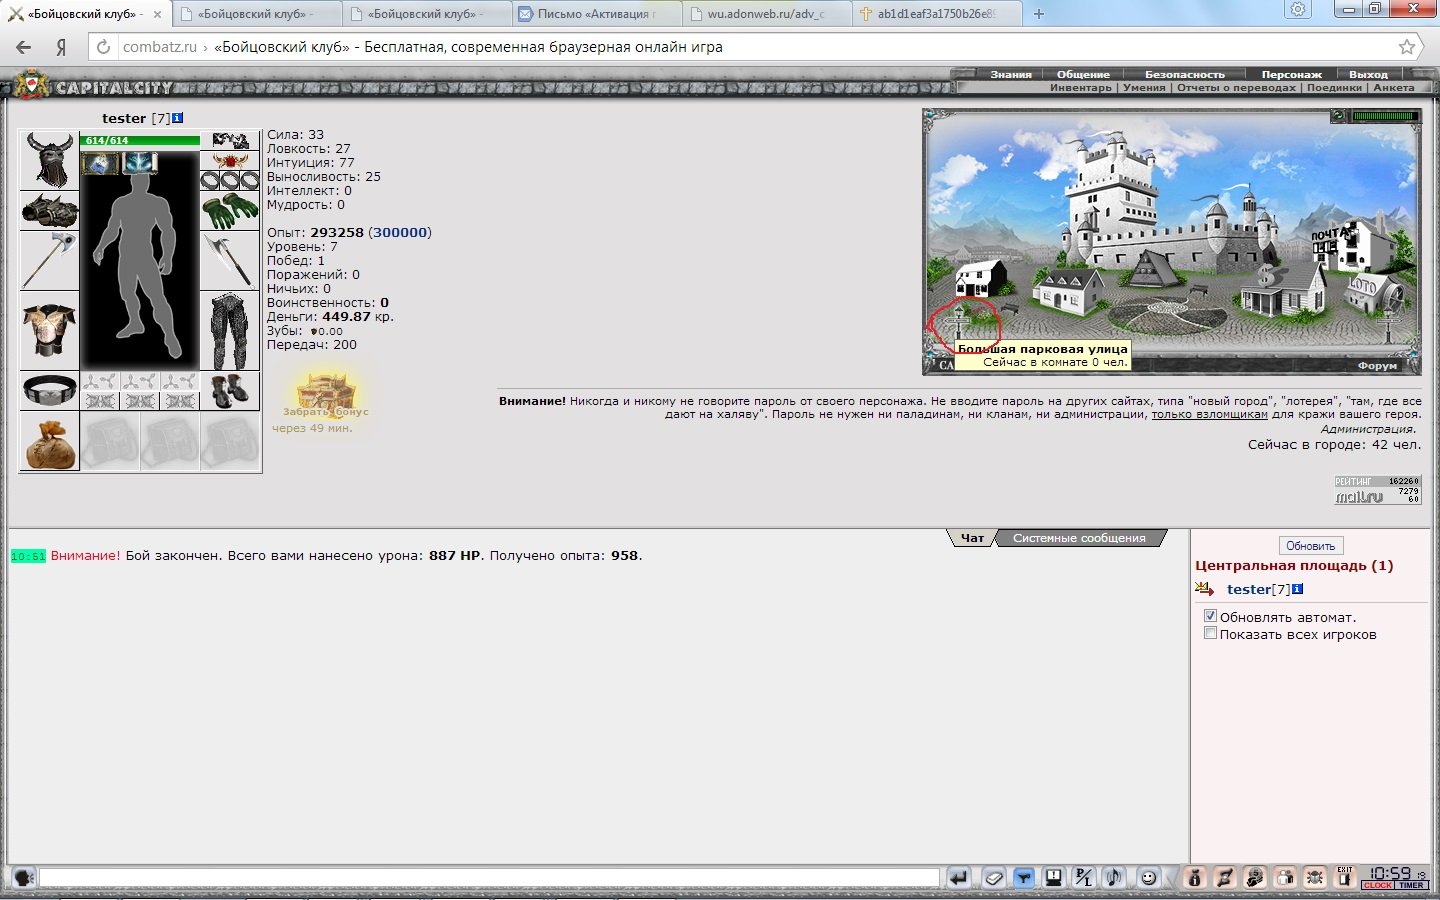 «Бойцовский клуб» -
«Бойцовский клуб» -
«Бойцовский клуб» -
Письмо «Активация
wu.adonweb.ru/adv_c
ab1d1eaf3a1750b26e89
combatz.ru › «Бойцовский клуб» - Бесплатная, современная браузерная онлайн игра
CAPITALCITY
Знания Общение Безопасность Персонаж Выход
Инвентарь | Умения | Отчеты о переводах | Поединки | Анкета
tester [7]
614/614
Сила: 33
Ловкость: 27
Интуиция: 77
Выносливость: 25
Интеллект: 0
Мудрость: 0
Опыт: 293258 (300000)
Уровень: 7
Побед: 1
Поражений: 0
Ничьих: 0
Воинственность: 0
Деньги: 449.87 кр.
Зубы: 0.00
Передач: 200
Забрать бонус
через 49 мин.
ПОЧТА
LOTO
Большая парковая улица
Сейчас в комнате 0 чел.
CA
Форум
Внимание! Никогда и никому не говорите пароль от своего персонажа. Не вводите пароль на других сайтах, типа "новый город", "лотерея", "там, где все
дают на халяву". Пароль не нужен ни паладинам, ни кланам, ни администрации, только взломщикам для кражи вашего героя.
Администрация.
Сейчас в городе: 42 чел.
РЕЙТИНГ 162260
mail.ru 7279
60
Чат Системные сообщения
10:51 Внимание! Бой закончен. Всего вами нанесено урона: 887 HP. Получено опыта: 958.
Обновить
Центральная площадь (1)
tester[7]
Обновлять автомат.
Показать всех игроков
P/L
EXIT
10:59 19
CLOCK TIMER